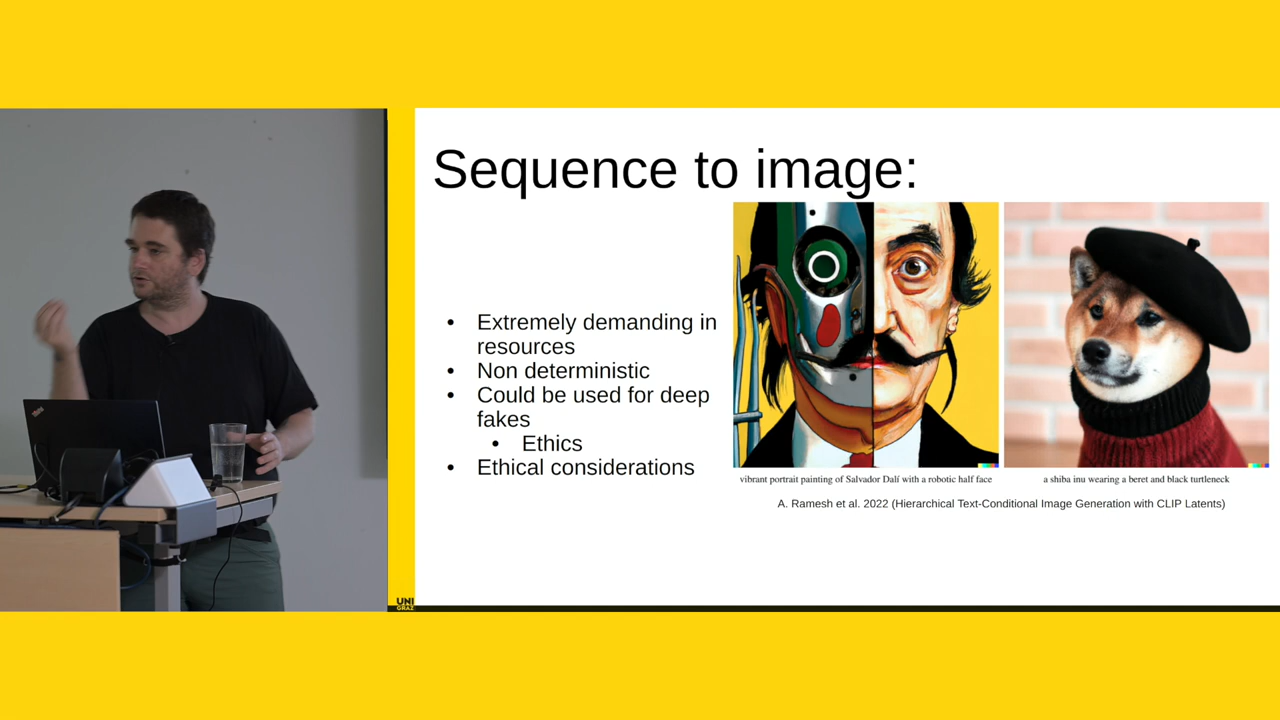 Sequence to image:
• Extremely demanding in
resources
• Non deterministic
• Could be used for deep
fakes
• Ethics
• Ethical considerations
vibrant portrait painting of Salvador Dalí with a robotic half face
a shiba inu wearing a beret and black turtleneck
A. Ramesh et al. 2022 (Hierarchical Text-Conditional Image Generation with CLIP Latents)
ThinkPad
UNI
GRAZ